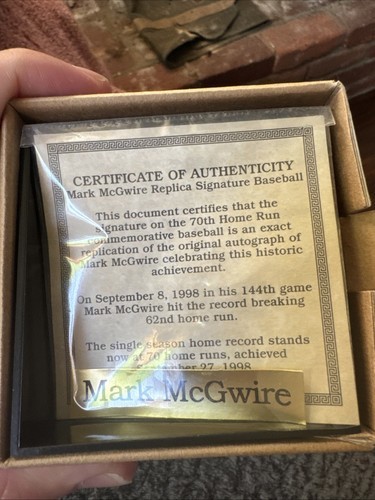 CERTIFICATE OF AUTHENTICITY
Mark McGwire Replica Signature Baseball
This document certifies that the
signature on the 70th Home Run
commemorative baseball is an exact
replication of the original autograph of
Mark McGwire celebrating this historic
achievement.
On September 8, 1998 in his 144th game
Mark McGwire hit the record breaking
62nd home run.
The single season home record stands
now at 70 home runs, achieved
September 27, 1998
Mark McGwire